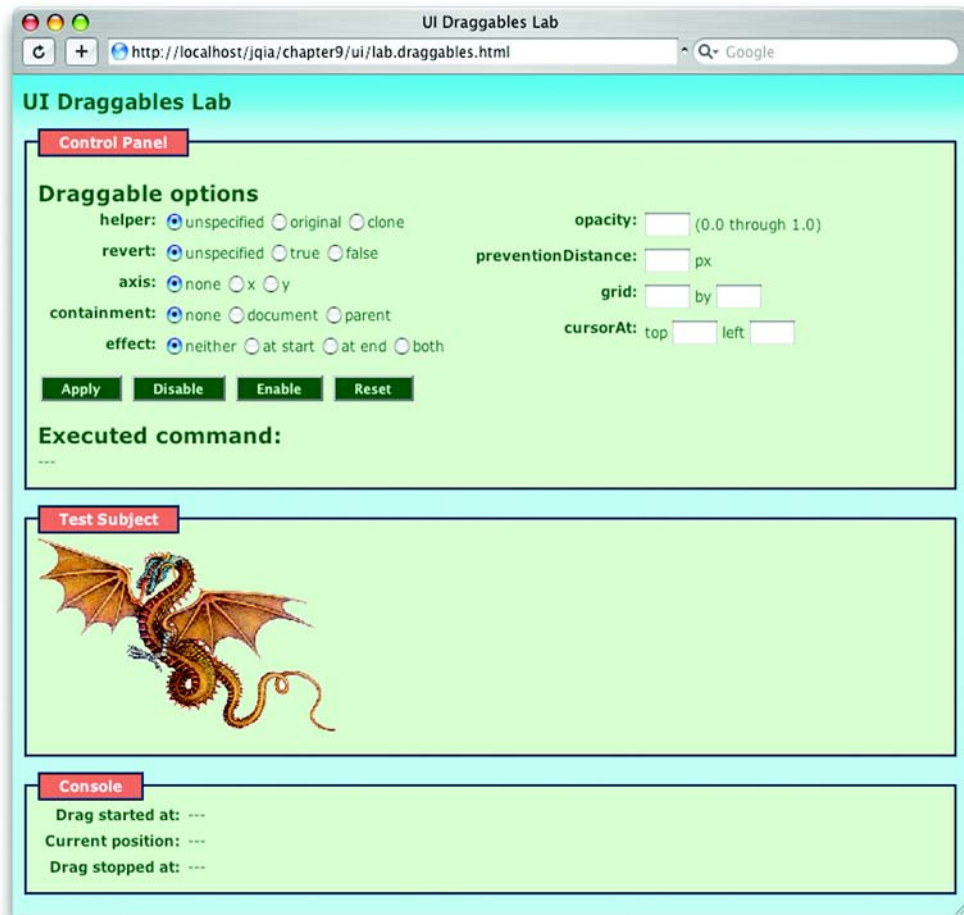 UI Draggables Lab
http://localhost/jqia/chapter9/ui/lab.draggables.html
Google
UI Draggables Lab
Control Panel
Draggable options
helper: unspecified original clone
revert: unspecified true false
axis: none x y
containment: none document parent
effect: neither at start at end both
opacity: (0.0 through 1.0)
preventionDistance: px
grid: by
cursorAt: top left
Apply Disable Enable Reset
Executed command:
---
Test Subject
Console
Drag started at: ---
Current position: ---
Drag stopped at: ---